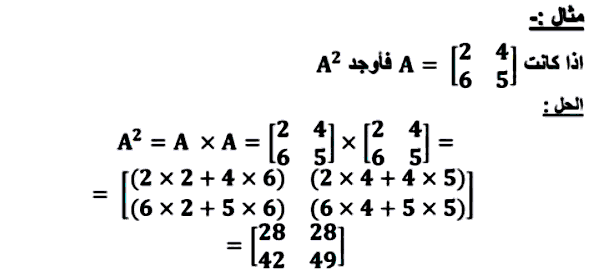 مثال :-
اذا كانت A = [2 4 6 5] فأوجد A²
الحل :
A² = A × A = [2 4 6 5] × [2 4 6 5] =
= [(2 × 2 + 4 × 6) (2 × 4 + 4 × 5) (6 × 2 + 5 × 6) (6 × 4 + 5 × 5)]
= [28 28 42 49]